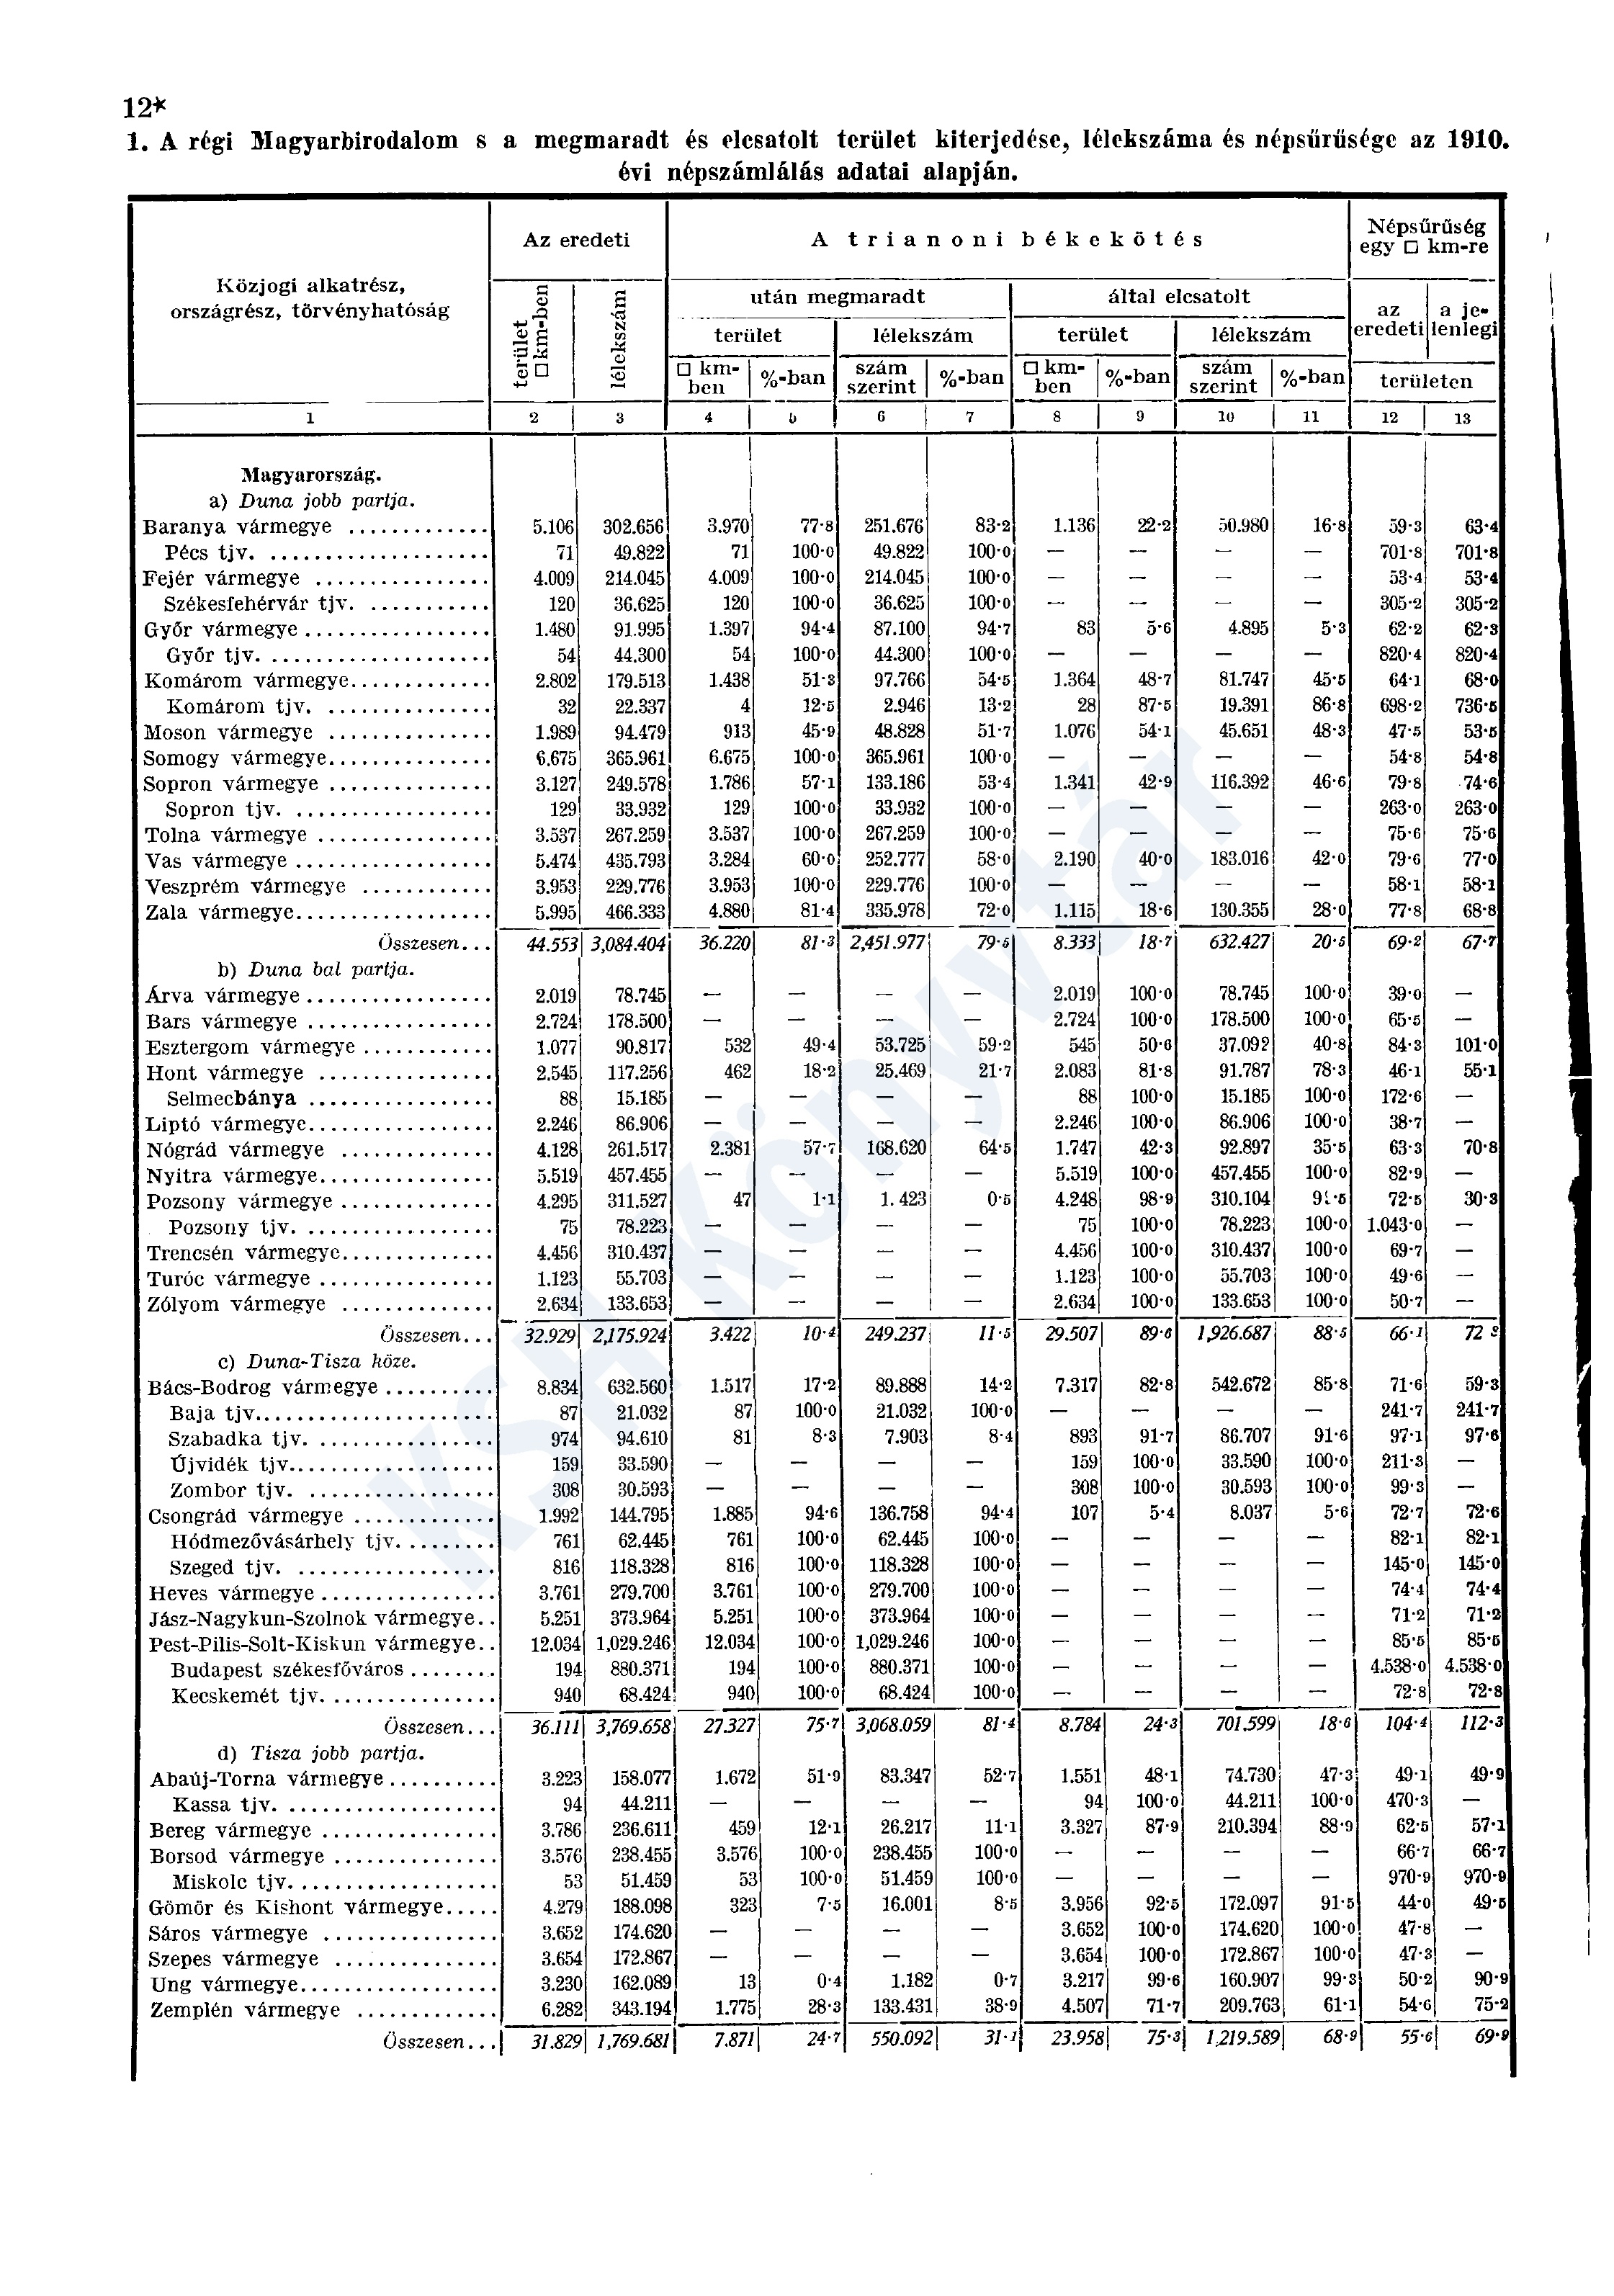 12*
1. A régi Magyarbirodalom s a megmaradt és elcsatolt terület kiterjedése, lélekszáma és népsűrűsége az 1910.
évi népszámlálás adatai alapján.
Közjogi alkatrész, országrész, törvényhatóság | Az eredeti | A trianoni békekötés | Népsűrűség egy □ km-re
után megmaradt | által elcsatolt | az eredeti | a jelenlegi
terület □ km-ben | lélekszám | terület | lélekszám | terület | lélekszám | területen
□ km-ben | %-ban | szám szerint | %-ban | □ km-ben | %-ban | szám szerint | %-ban
1 2 3 4 5 6 7 8 9 10 11 12 13
Magyarország.
a) Duna jobb partja.
Baranya vármegye ............. 5.106 302.656 3.970 77·8 251.676 83·2 1.136 22·2 50.980 16·8 59·3 63·4
Pécs tjv. .................... 71 49.822 71 100·0 49.822 100·0 — — — — 701·8 701·8
Fejér vármegye ............... 4.009 214.045 4.009 100·0 214.045 100·0 — — — — 53·4 53·4
Székesfehérvár tjv. ........... 120 36.625 120 100·0 36.625 100·0 — — — — 305·2 305·2
Győr vármegye ................ 1.480 91.995 1.397 94·4 87.100 94·7 83 5·6 4.895 5·3 62·2 62·3
Győr tjv. .................... 54 44.300 54 100·0 44.300 100·0 — — — — 820·4 820·4
Komárom vármegye............. 2.802 179.513 1.438 51·3 97.766 54·5 1.364 48·7 81.747 45·5 64·1 68·0
Komárom tjv. ............... 32 22.337 4 12·5 2.946 13·2 28 87·5 19.391 86·8 698·2 736·5
Moson vármegye .............. 1.989 94.479 913 45·9 48.828 51·7 1.076 54·1 45.651 48·3 47·5 53·5
Somogy vármegye.............. 6.675 365.961 6.675 100·0 365.961 100·0 — — — — 54·8 54·8
Sopron vármegye .............. 3.127 249.578 1.786 57·1 133.186 53·4 1.341 42·9 116.392 46·6 79·8 74·6
Sopron tjv. .................. 129 33.932 129 100·0 33.932 100·0 — — — — 263·0 263·0
Tolna vármegye ............... 3.537 267.259 3.537 100·0 267.259 100·0 — — — — 75·6 75·6
Vas vármegye ................. 5.474 435.793 3.284 60·0 252.777 58·0 2.190 40·0 183.016 42·0 79·6 77·0
Veszprém vármegye ........... 3.953 229.776 3.953 100·0 229.776 100·0 — — — — 58·1 58·1
Zala vármegye................. 5.995 466.333 4.880 81·4 335.978 72·0 1.115 18·6 130.355 28·0 77·8 68·8
Összesen... 44.553 3,084.404 36.220 81·3 2,451.977 79·5 8.333 18·7 632.427 20·5 69·2 67·7
b) Duna bal partja.
Árva vármegye ................ 2.019 78.745 — — — — 2.019 100·0 78.745 100·0 39·0 —
Bars vármegye ................ 2.724 178.500 — — — — 2.724 100·0 178.500 100·0 65·5 —
Esztergom vármegye ........... 1.077 90.817 532 49·4 53.725 59·2 545 50·6 37.092 40·8 84·3 101·0
Hont vármegye ............... 2.545 117.256 462 18·2 25.469 21·7 2.083 81·8 91.787 78·3 46·1 55·1
Selmecbánya ................ 88 15.185 — — — — 88 100·0 15.185 100·0 172·6 —
Liptó vármegye................ 2.246 86.906 — — — — 2.246 100·0 86.906 100·0 38·7 —
Nógrád vármegye ............. 4.128 261.517 2.381 57·7 168.620 64·5 1.747 42·3 92.897 35·5 63·3 70·8
Nyitra vármegye............... 5.519 457.455 — — — — 5.519 100·0 457.455 100·0 82·9 —
Pozsony vármegye ............. 4.295 311.527 47 1·1 1.423 0·5 4.248 98·9 310.104 72·5 30·3
Pozsony tjv. ................. 75 78.223 — — — — 75 100·0 78.223 100·0 1.043·0 —
Trencsén vármegye............. 4.456 310.437 — — — — 4.456 100·0 310.437 100·0 69·7 —
Turóc vármegye ............... 1.123 55.703 — — — — 1.123 100·0 55.703 100·0 49·6 —
Zólyom vármegye ............. 2.634 133.653 — — — — 2.634 100·0 133.653 100·0 50·7 —
Összesen... 32.929 2,175.924 3.422 10·4 249.237 11·5 29.507 89·6 1,926.687 88·5 66·1 72
c) Duna-Tisza köze.
Bács-Bodrog vármegye .......... 8.834 632.560 1.517 17·2 89.888 14·2 7.317 82·8 542.672 85·8 71·6 59·3
Baja tjv...................... 87 21.032 87 100·0 21.032 100·0 — — — — 241·7 241·7
Szabadka tjv. ................ 974 94.610 81 8·3 7.903 8·4 893 91·7 86.707 91·6 97·1 97·6
Újvidék tjv................... 159 33.590 — — — — 159 100·0 33.590 100·0 211·3 —
Zombor tjv. ................. 308 30.593 — — — — 308 100·0 30.593 100·0 99·3 —
Csongrád vármegye ............ 1.992 144.795 1.885 94·6 136.758 94·4 107 5·4 8.037 5·6 72·7 72·6
Hódmezővásárhely tjv. ........ 761 62.445 761 100·0 62.445 100·0 — — — — 82·1 82·1
Szeged tjv. .................. 816 118.328 816 100·0 118.328 100·0 — — — — 145·0 145·0
Heves vármegye ............... 3.761 279.700 3.761 100·0 279.700 100·0 — — — — 74·4 74·4
Jász-Nagykun-Szolnok vármegye.. 5.251 373.964 5.251 100·0 373.964 100·0 — — — — 71·2 71·2
Pest-Pilis-Solt-Kiskun vármegye.. 12.034 1,029.246 12.034 100·0 1,029.246 100·0 — — — — 85·5 85·5
Budapest székesfőváros ........ 194 880.371 194 100·0 880.371 100·0 — — — — 4.538·0 4.538·0
Kecskemét tjv. ............... 940 68.424 940 100·0 68.424 100·0 — — — — 72·8 72·8
Összesen... 36.111 3,769.658 27.327 75·7 3,068.059 81·4 8.784 24·3 701.599 18·6 104·4 112·3
d) Tisza jobb partja.
Abaúj-Torna vármegye .......... 3.223 158.077 1.672 51·9 83.347 52·7 1.551 48·1 74.730 47·3 49·1 49·9
Kassa tjv. ................... 94 44.211 — — — — 94 100·0 44.211 100·0 470·3 —
Bereg vármegye ............... 3.786 236.611 459 12·1 26.217 11·1 3.327 87·9 210.394 88·9 62·5 57·1
Borsod vármegye .............. 3.576 238.455 3.576 100·0 238.455 100·0 — — — — 66·7 66·7
Miskolc tjv................... 53 51.459 53 100·0 51.459 100·0 — — — — 970·9 970·9
Gömör és Kishont vármegye..... 4.279 188.098 323 7·5 16.001 8·5 3.956 92·5 172.097 91·5 44·0 49·5
Sáros vármegye ............... 3.652 174.620 — — — — 3.652 100·0 174.620 100·0 47·8 —
Szepes vármegye .............. 3.654 172.867 — — — — 3.654 100·0 172.867 100·0 47·3 —
Ung vármegye.................. 3.230 162.089 13 0·4 1.182 0·7 3.217 99·6 160.907 99·3 50·2 90·9
Zemplén vármegye ............. 6.282 343.194 1.775 28·3 133.431 38·9 4.507 71·7 209.763 61·1 54·6 75·2
Összesen... 31.829 1,769.681 7.871 24·7 550.092 31·1 23.958 75·3 1,219.589 68·9 55·6 69·9
KSH Könyvtár